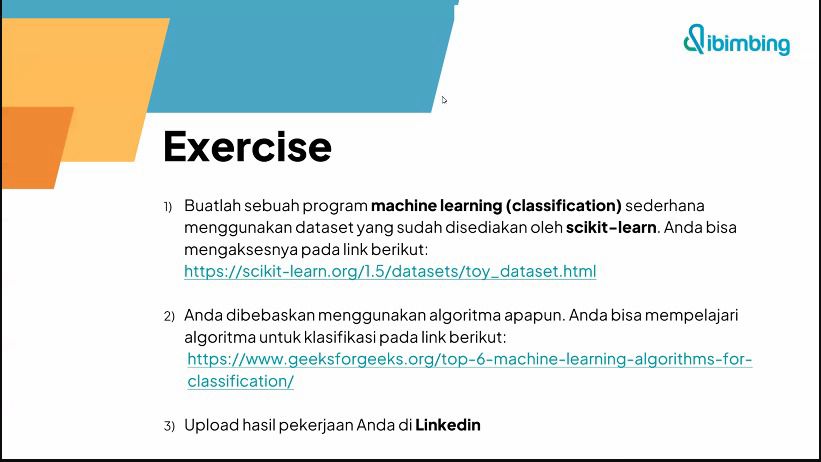 ibimbing
Exercise
1) Buatlah sebuah program machine learning (classification) sederhana
menggunakan dataset yang sudah disediakan oleh scikit-learn. Anda bisa
mengaksesnya pada link berikut:
https://scikit-learn.org/1.5/datasets/toy_dataset.html
2) Anda dibebaskan menggunakan algoritma apapun. Anda bisa mempelajari
algoritma untuk klasifikasi pada link berikut:
https://www.geeksforgeeks.org/top-6-machine-learning-algorithms-for-
classification/
3) Upload hasil pekerjaan Anda di Linkedin